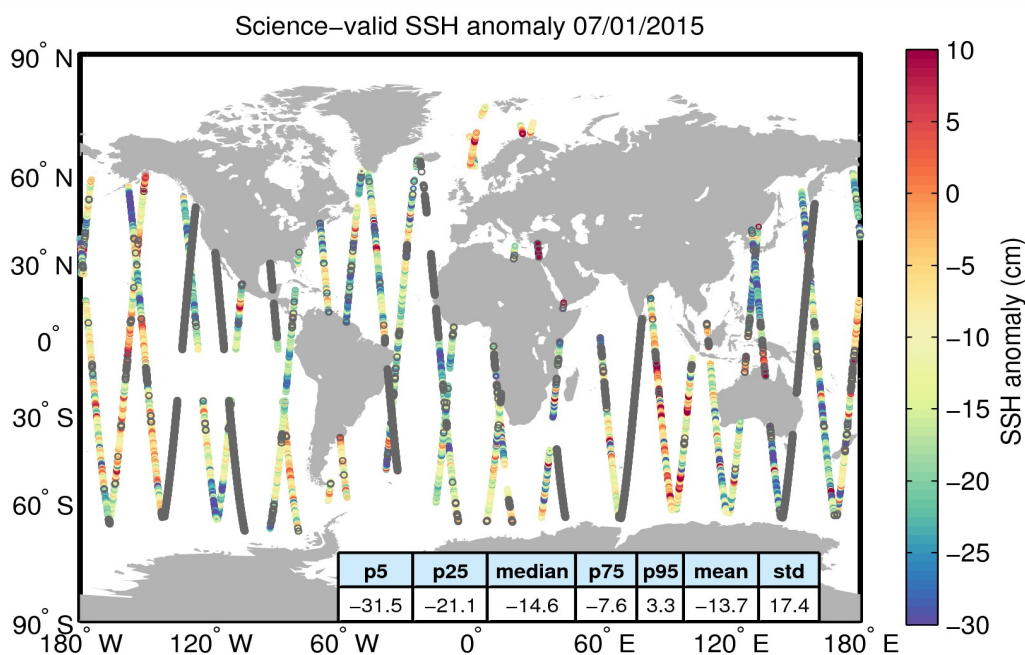 Science−valid SSH anomaly 07/01/2015
90° N
60° N
30° N
0°
30° S
60° S
90° S
180° W
120° W
60° W
0°
60° E
120° E
180° E
p5 p25 median p75 p95 mean std
−31.5 −21.1 −14.6 −7.6 3.3 −13.7 17.4
10
5
0
−5
−10
−15
−20
−25
−30
SSH anomaly (cm)